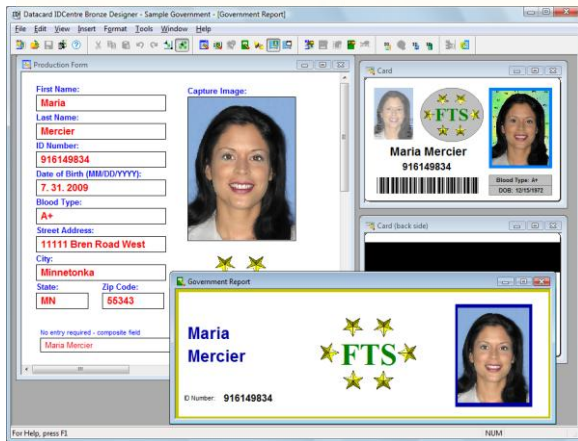 Datacard IDCentre Bronze Designer - Sample Government - [Government Report]
File Edit View Insert Format Tools Window Help
Production Form
First Name:
Maria
Last Name:
Mercier
ID Number:
916149834
Date of Birth (MM/DD/YYYY):
7. 31. 2009
Blood Type:
A+
Street Address:
11111 Bren Road West
City:
Minnetonka
State:
Zip Code:
MN
55343
No entry required - composite field
Maria Mercier
Capture Image:
Card
FTS
Maria Mercier
916149834
Blood Type: A+
DOB: 12/15/1972
Card (back side)
Government Report
Maria
Mercier
FTS
ID Number: 916149834
For Help, press F1
NUM